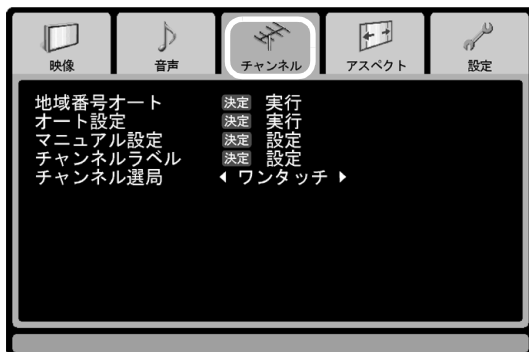 映像 音声 チャンネル アスペクト 設定
地域番号オート 決定 実行
オート設定 決定 実行
マニュアル設定 決定 設定
チャンネルラベル 決定 設定
チャンネル選局 ワンタッチ